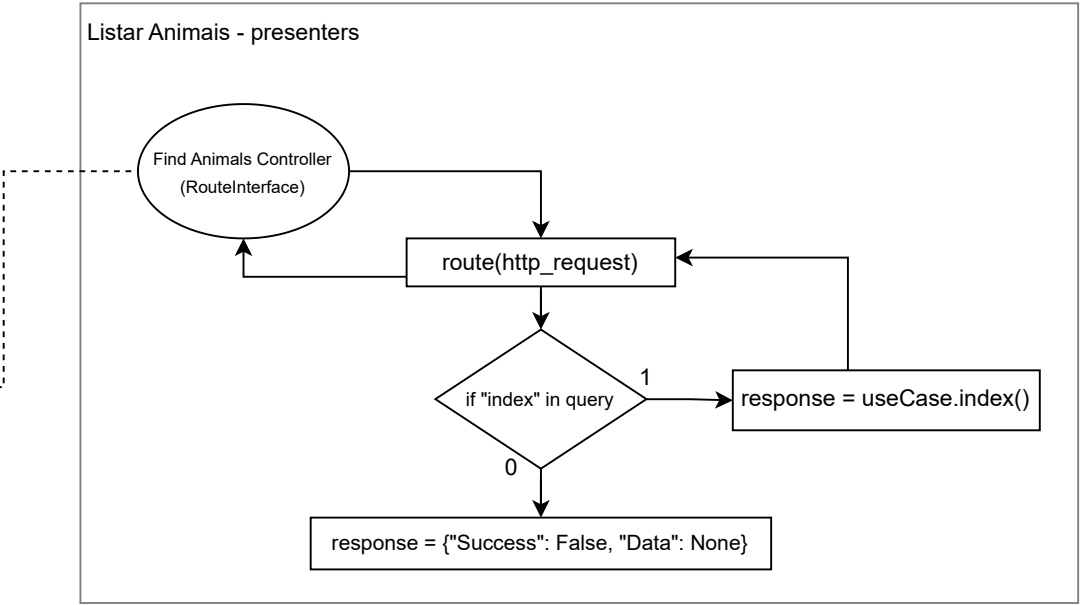 Listar Animais - presenters
Find Animals Controller
(RouteInterface)
route(http_request)
if "index" in query
1
response = useCase.index()
0
response = {"Success": False, "Data": None}